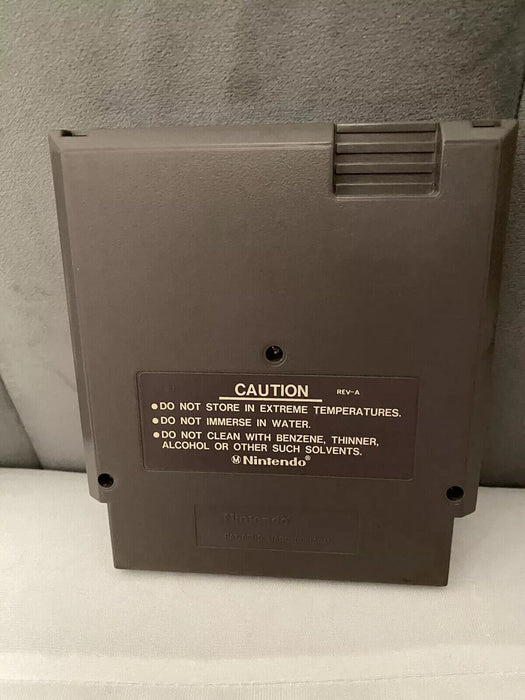 CAUTION REV-A
●DO NOT STORE IN EXTREME TEMPERATURES.
●DO NOT IMMERSE IN WATER.
●DO NOT CLEAN WITH BENZENE, THINNER,
ALCOHOL OR OTHER SUCH SOLVENTS.
Ⓜ Nintendo®
Nintendo